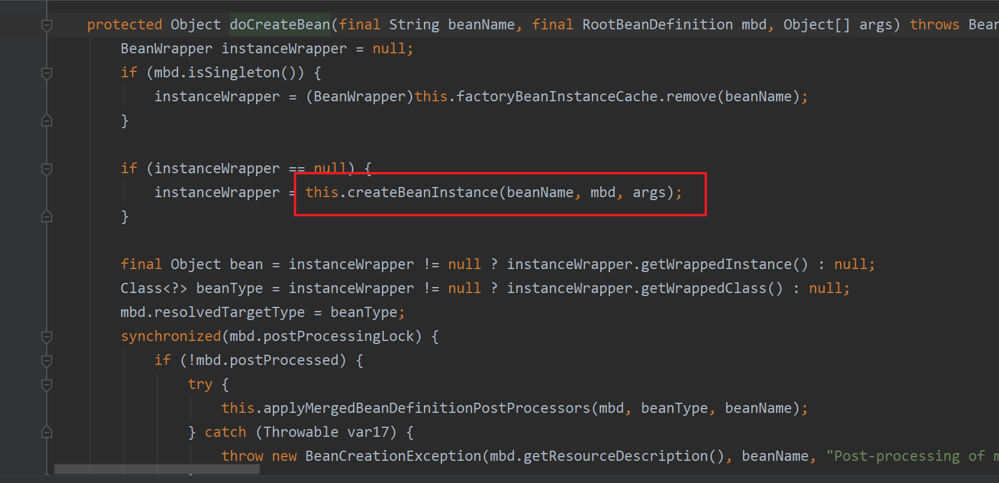 protected Object doCreateBean(final String beanName, final RootBeanDefinition mbd, Object[] args) throws
BeanWrapper instanceWrapper = null;
if (mbd.isSingleton()) {
instanceWrapper = (BeanWrapper)this.factoryBeanInstanceCache.remove(beanName);
}
if (instanceWrapper == null) {
instanceWrapper = this.createBeanInstance(beanName, mbd, args);
}
final Object bean = instanceWrapper != null ? instanceWrapper.getWrappedInstance() : null;
Class<?> beanType = instanceWrapper != null ? instanceWrapper.getWrappedClass() : null;
mbd.resolvedTargetType = beanType;
synchronized(mbd.postProcessingLock) {
if (!mbd.postProcessed) {
try {
this.applyMergedBeanDefinitionPostProcessors(mbd, beanType, beanName);
} catch (Throwable var17) {
throw new BeanCreationException(mbd.getResourceDescription(), beanName, "Post-processing of